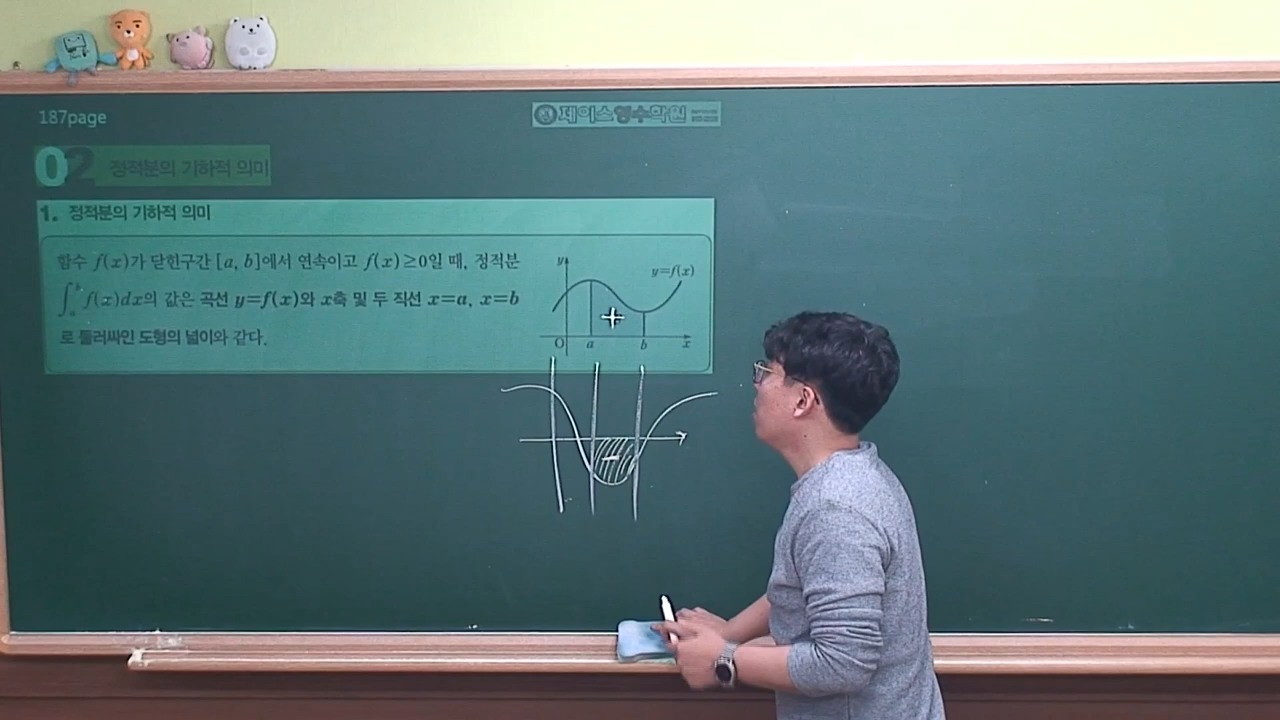 187page
제이스영수학원
02 정적분의 기하적 의미
1. 정적분의 기하적 의미
함수 f(x)가 닫힌구간 [a, b]에서 연속이고 f(x)≥0일 때, 정적분
∫ₐᵇ f(x)dx의 값은 곡선 y=f(x)와 x축 및 두 직선 x=a, x=b
로 둘러싸인 도형의 넓이와 같다.
y
y=f(x)
+
O a b x
−